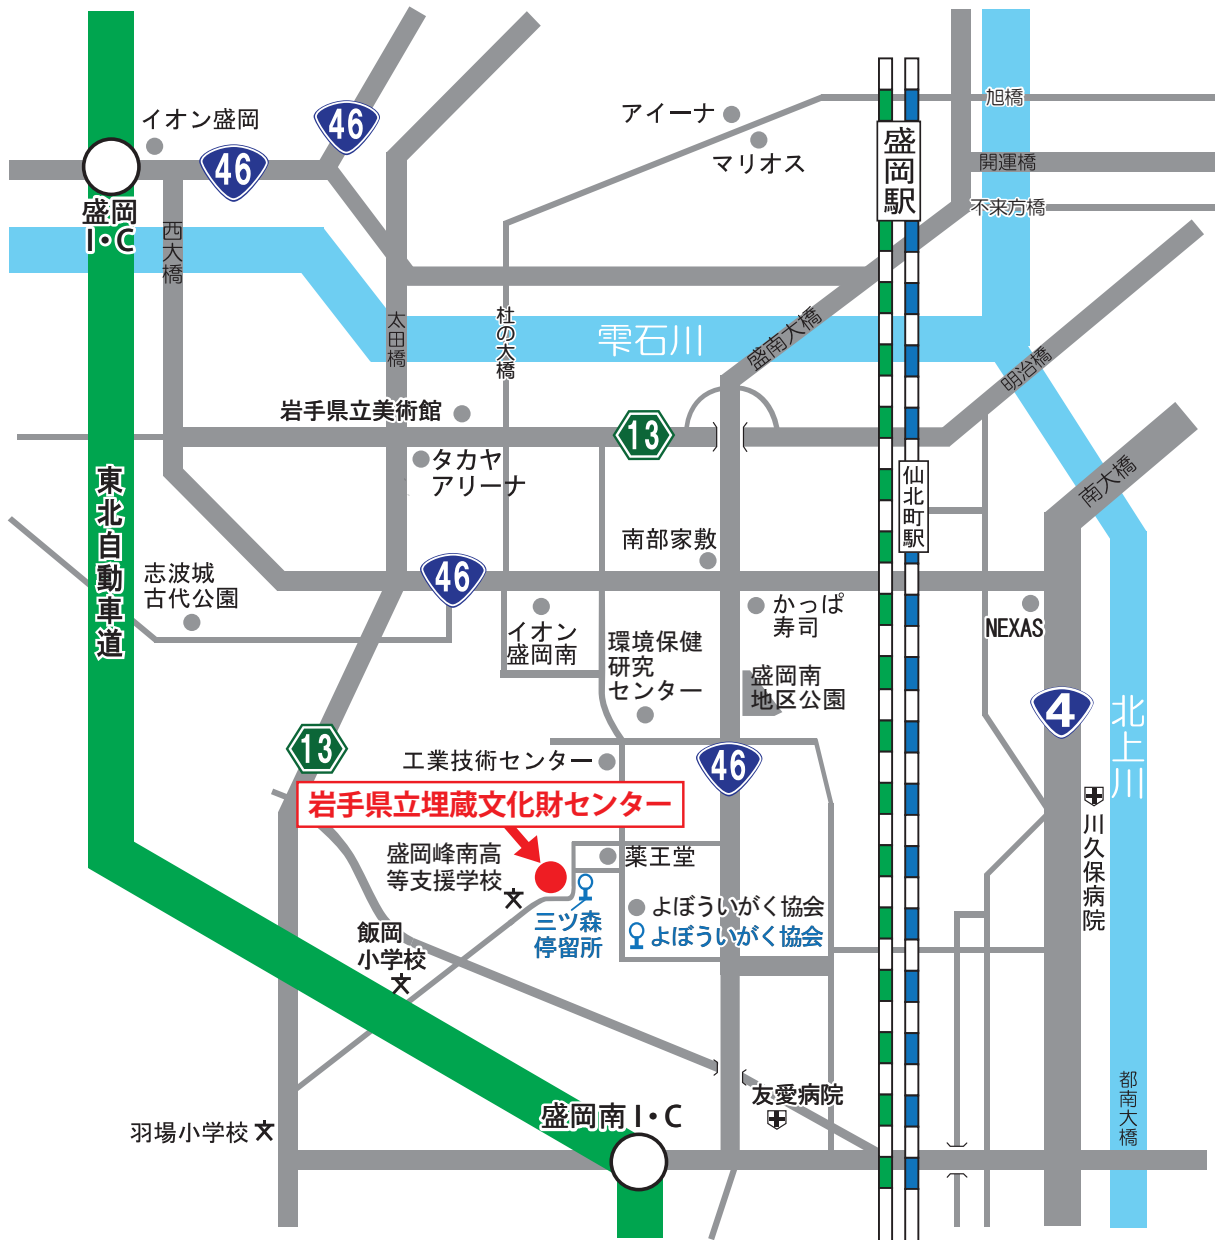 イオン盛岡
46
46
盛岡
I・C
西大橋
アイーナ
マリオス
盛岡駅
旭橋
開運橋
不来方橋
太田橋
杜の大橋
雫石川
盛南大橋
明治橋
岩手県立美術館
13
タカヤ
アリーナ
仙北町駅
南大橋
東北自動車道
南部家敷
志波城
古代公園
46
イオン
盛岡南
環境保健
研究
センター
かっぱ
寿司
NEXAS
盛岡南
地区公園
4
北上川
13
工業技術センター
46
岩手県立埋蔵文化財センター
川久保病院
盛岡峰南高
等支援学校
薬王堂
三ツ森
停留所
よぼういがく協会
よぼういがく協会
飯岡
小学校
友愛病院
都南大橋
羽場小学校
盛岡南I・C